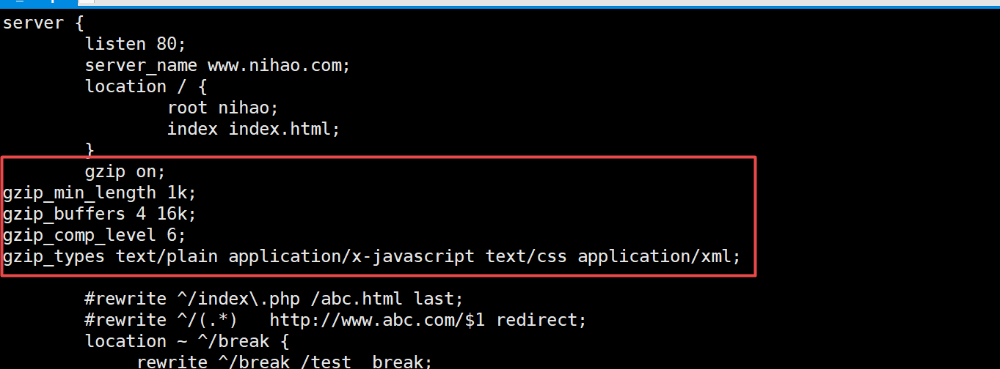 server {
listen 80;
server_name www.nihao.com;
location / {
root nihao;
index index.html;
}
gzip on;
gzip_min_length 1k;
gzip_buffers 4 16k;
gzip_comp_level 6;
gzip_types text/plain application/x-javascript text/css application/xml;
#rewrite ^/index\.php /abc.html last;
#rewrite ^/(.*)   http://www.abc.com/$1 redirect;
location ~ ^/break {
rewrite ^/break /test  break;